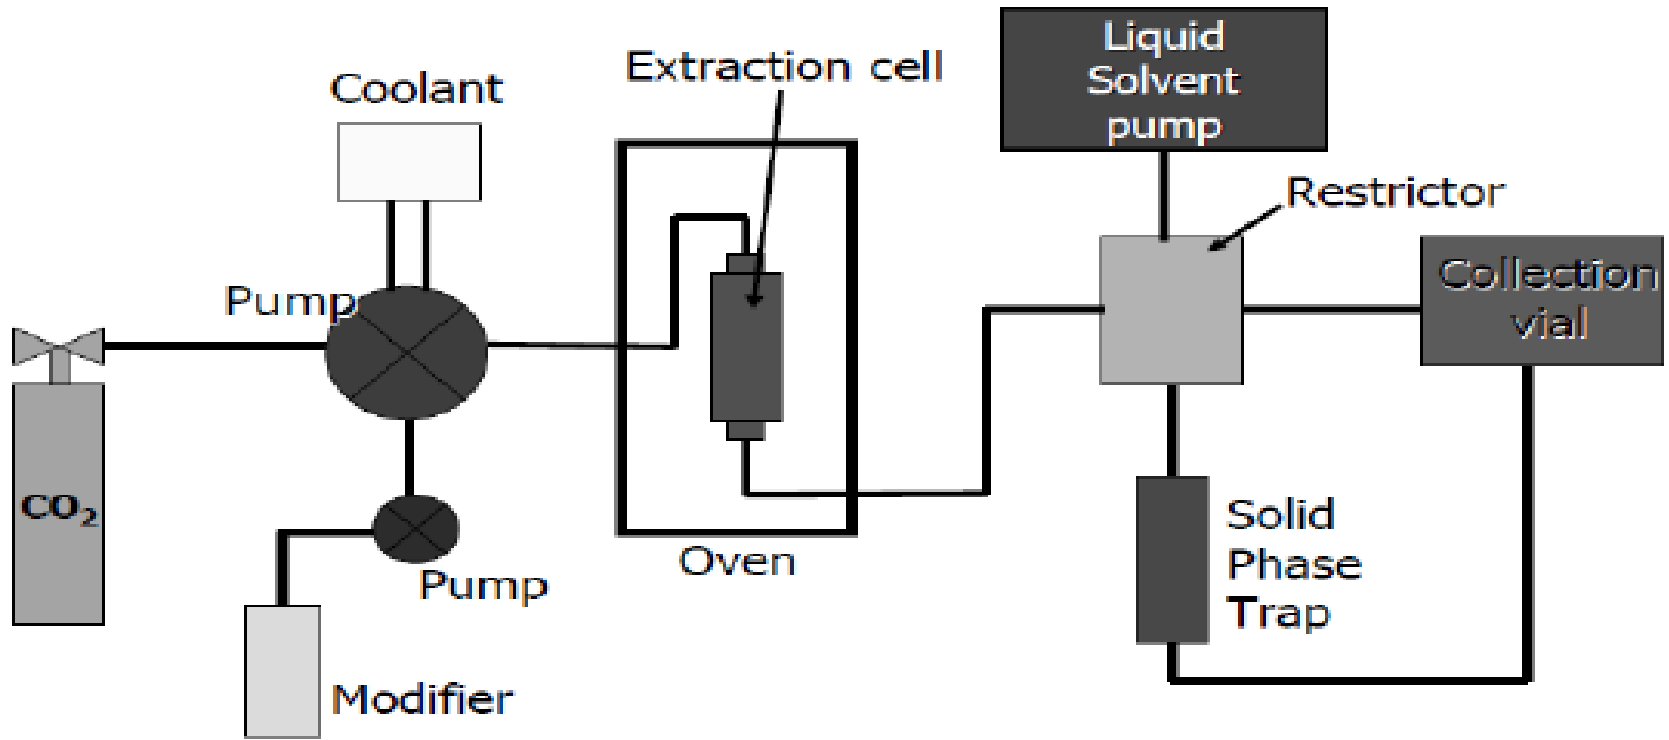 Liquid
Solvent
pump
Extraction cell
Coolant
Restrictor
Pump
Collection
vial
CO₂
Solid
Phase
Trap
Oven
Pump
Modifier